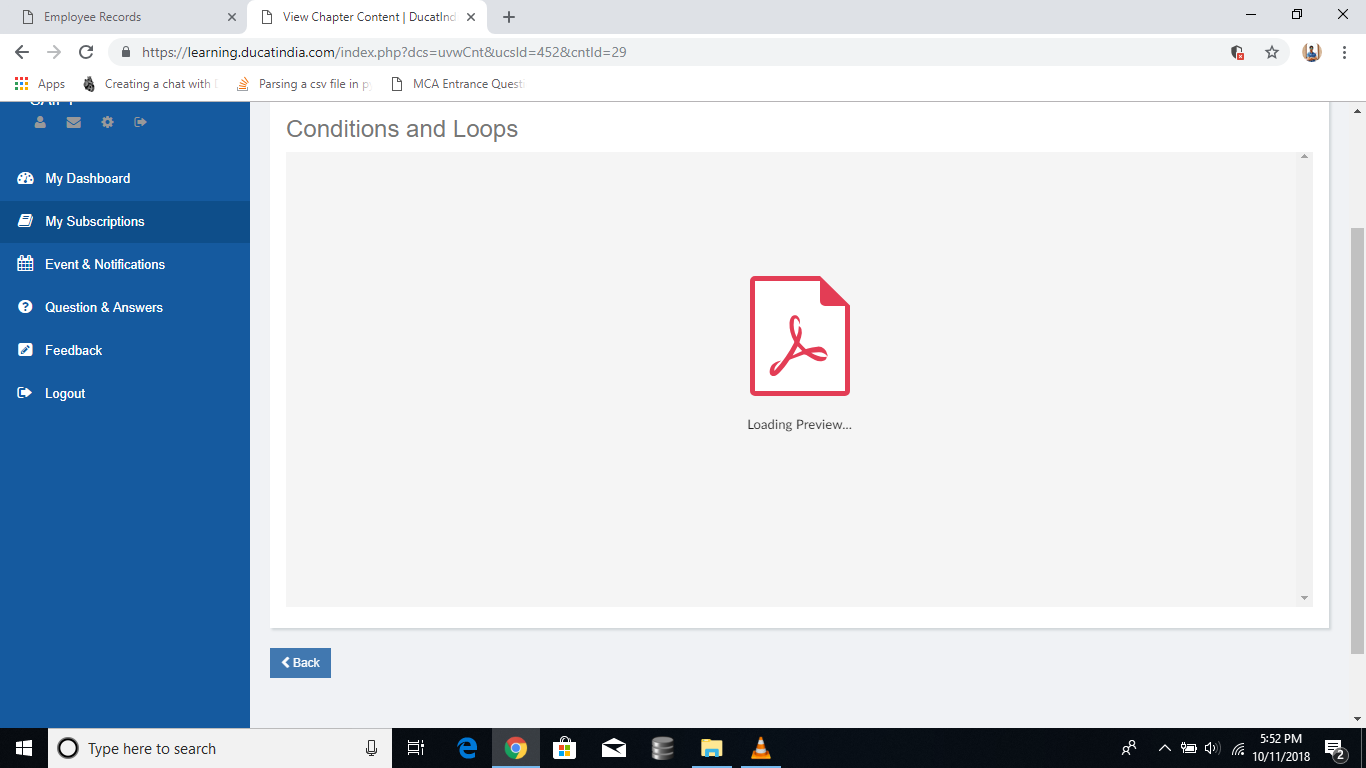 Employee Records
View Chapter Content | DucatInd
https://learning.ducatindia.com/index.php?dcs=uvwCnt&ucsId=452&cntId=29
Apps
Creating a chat with
Parsing a csv file in p
MCA Entrance Quest
Conditions and Loops
My Dashboard
My Subscriptions
Event & Notifications
Question & Answers
Feedback
Logout
Loading Preview...
Back
Type here to search
5:52 PM
10/11/2018
2